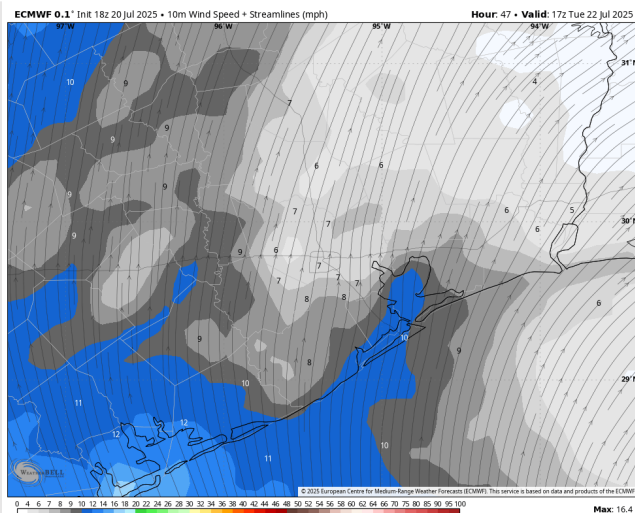 ECMWF 0.1° Init 18z 20 Jul 2025 • 10m Wind Speed + Streamlines (mph) Hour: 47 • Valid: 17z Tue 22 Jul 2025
97°W 96°W 95°W 94°W
31°N
10 9 4
7
9 9
6 6
9 9
7 6 5
9 7 6
9 6
30°N
7 7 7 7
8 8 6
9 10
8 9
29°N
10
11
12 12
10
11
WeatherBELL
© 2025 European Centre for Medium-Range Weather Forecasts (ECMWF). This service is based on data and products of the ECMWF
0 4 6 7 8 9 10 12 14 16 18 20 22 24 26 28 30 32 34 36 38 40 42 44 46 48 50 52 54 56 58 60 65 70 75 80 85 90 95 100
Max: 16.4